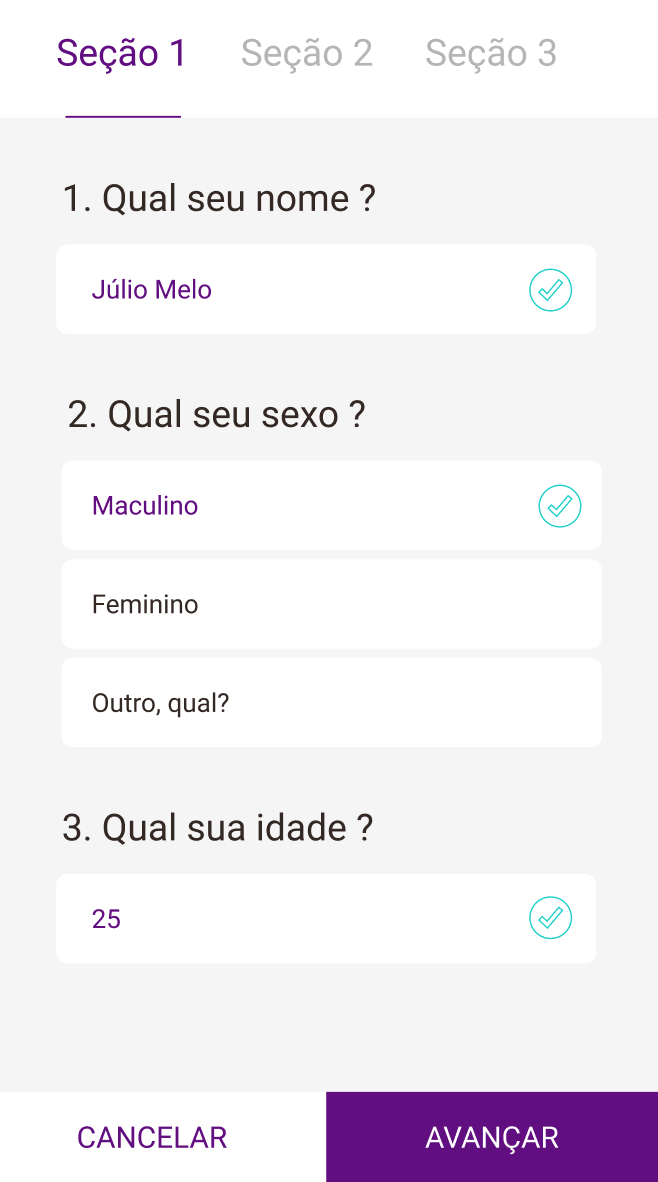 Seção 1 Seção 2 Seção 3
1. Qual seu nome ?
Júlio Melo
2. Qual seu sexo ?
Maculino
Feminino
Outro, qual?
3. Qual sua idade ?
25
CANCELAR AVANÇAR